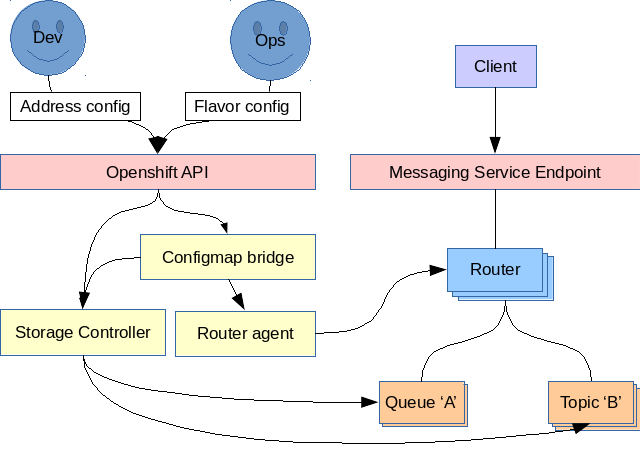 Dev
Ops
Client
Address config
Flavor config
Openshift API
Messaging Service Endpoint
Configmap bridge
Router
Storage Controller
Router agent
Queue ‘A’
Topic ‘B’